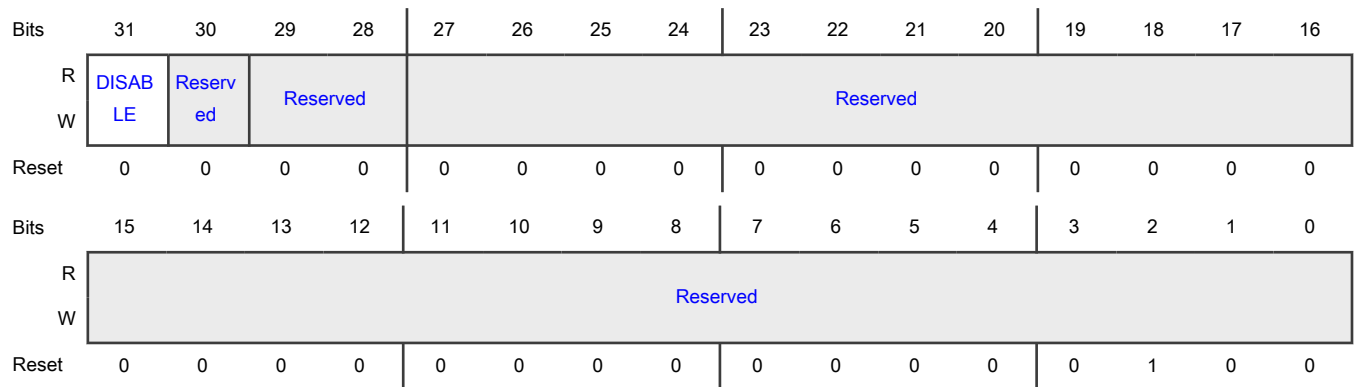 Bits 31 30 29 28 27 26 25 24 23 22 21 20 19 18 17 16
R
DISAB Reserv
Reserved Reserved
LE ed
W
Reset 0 0 0 0 0 0 0 0 0 0 0 0 0 0 0 0
Bits 15 14 13 12 11 10 9 8 7 6 5 4 3 2 1 0
R
Reserved
W
Reset 0 0 0 0 0 0 0 0 0 0 0 0 0 1 0 0